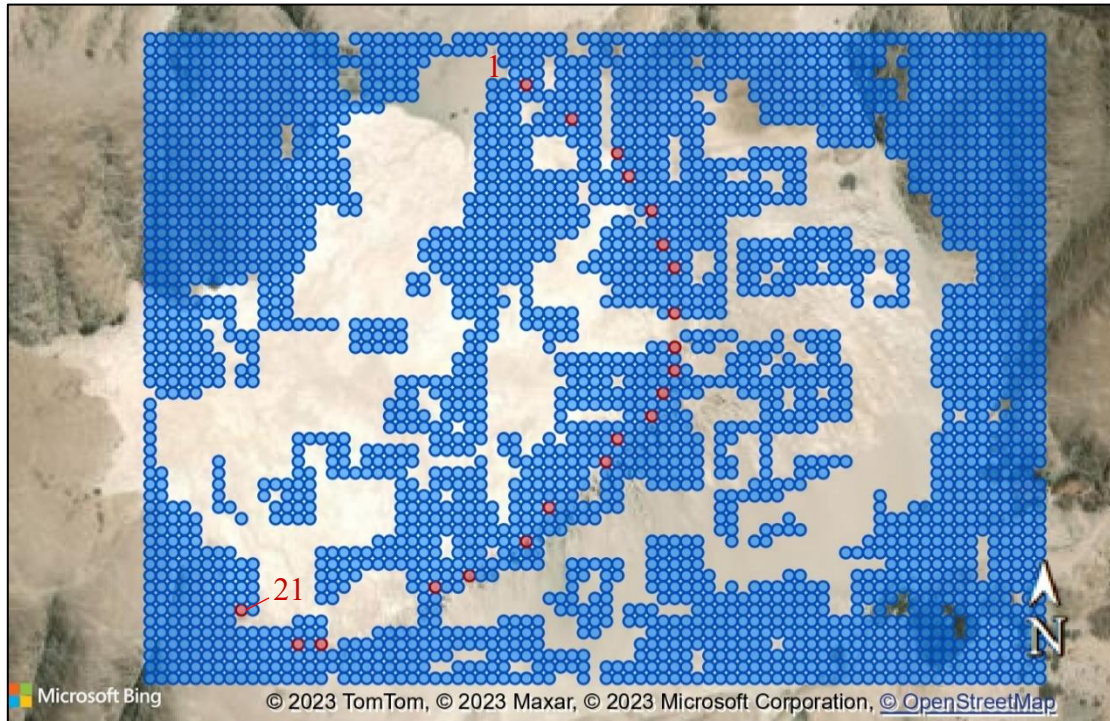 1
21
N
Microsoft Bing
© 2023 TomTom, © 2023 Maxar, © 2023 Microsoft Corporation, © OpenStreetMap